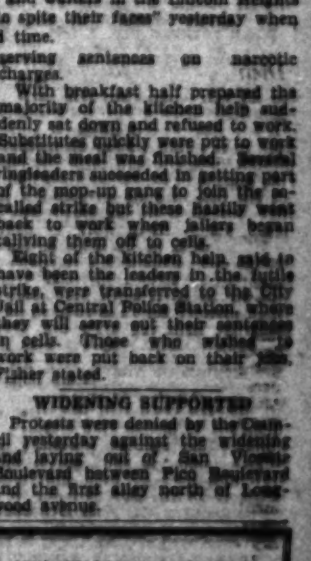 to spite their faces" yesterday when
time.
serving sentences on narcotic
charges.
With breakfast half prepared the
majority of the kitchen help sud-
denly sat down and refused to work.
Substitutes quickly were put to work
and the meal was finished. Several
ringleaders succeeded in getting part
of the mop-up gang to join the so-
called strike but these hastily went
back to work when jailers began
tallying them off to cells.
Eight of the kitchen help, said to
have been the leaders in the futile
strike, were transferred to the City
Jail at Central Police Station, where
they will serve out their sentences
in cells. Those who wished to
work were put back on their
Fisher stated.
WIDENING SUPPORTED
Protests were denied by the Coun-
cil yesterday against the widening
and laying out of San Vicente
Boulevard between Pico Boulevard
and the first alley north of Long-
wood avenue.